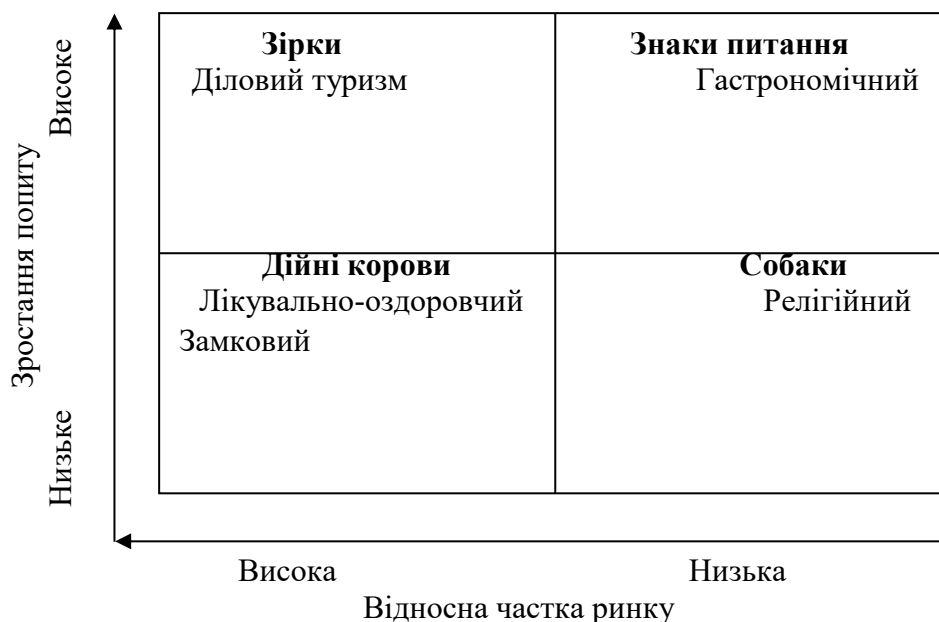 Зростання попиту
Високе
Низьке
Зірки
Діловий туризм
Знаки питання
Гастрономічний
Дійні корови
Лікувально-оздоровчий
Замковий
Собаки
Релігійний
Висока
Низька
Відносна частка ринку